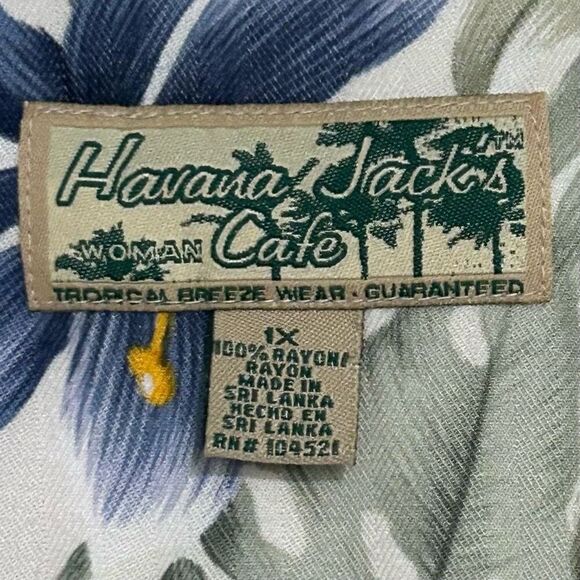 Havana Jack's™
WOMAN Cafe
TROPICAL BREEZE WEAR · GUARANTEED
1X
100% RAYON/
RAYON
MADE IN
SRI LANKA
HECHO EN
SRI LANKA
RN# 104521